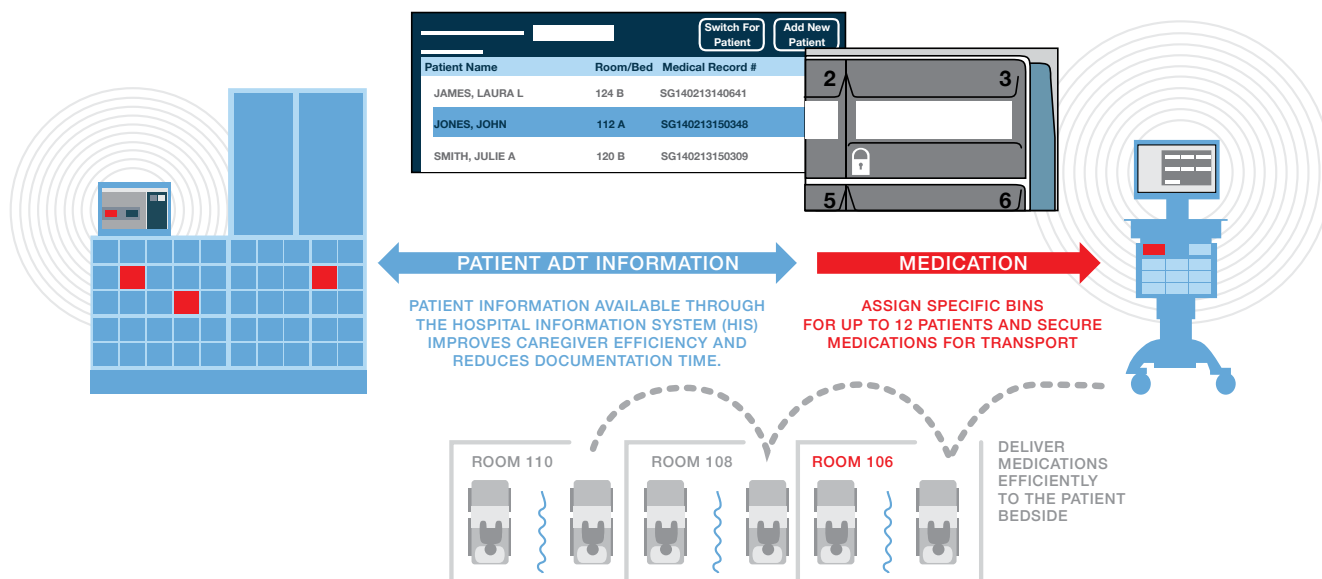 Switch For
Patient
Add New
Patient
Patient Name Room/Bed Medical Record #
JAMES, LAURA L 124 B SG140213140641
JONES, JOHN 112 A SG140213150348
SMITH, JULIE A 120 B SG140213150309
2 3
5 6
PATIENT ADT INFORMATION
MEDICATION
PATIENT INFORMATION AVAILABLE THROUGH
THE HOSPITAL INFORMATION SYSTEM (HIS)
IMPROVES CAREGIVER EFFICIENCY AND
REDUCES DOCUMENTATION TIME.
ASSIGN SPECIFIC BINS
FOR UP TO 12 PATIENTS AND SECURE
MEDICATIONS FOR TRANSPORT
ROOM 110
ROOM 108
ROOM 106
DELIVER
MEDICATIONS
EFFICIENTLY
TO THE PATIENT
BEDSIDE